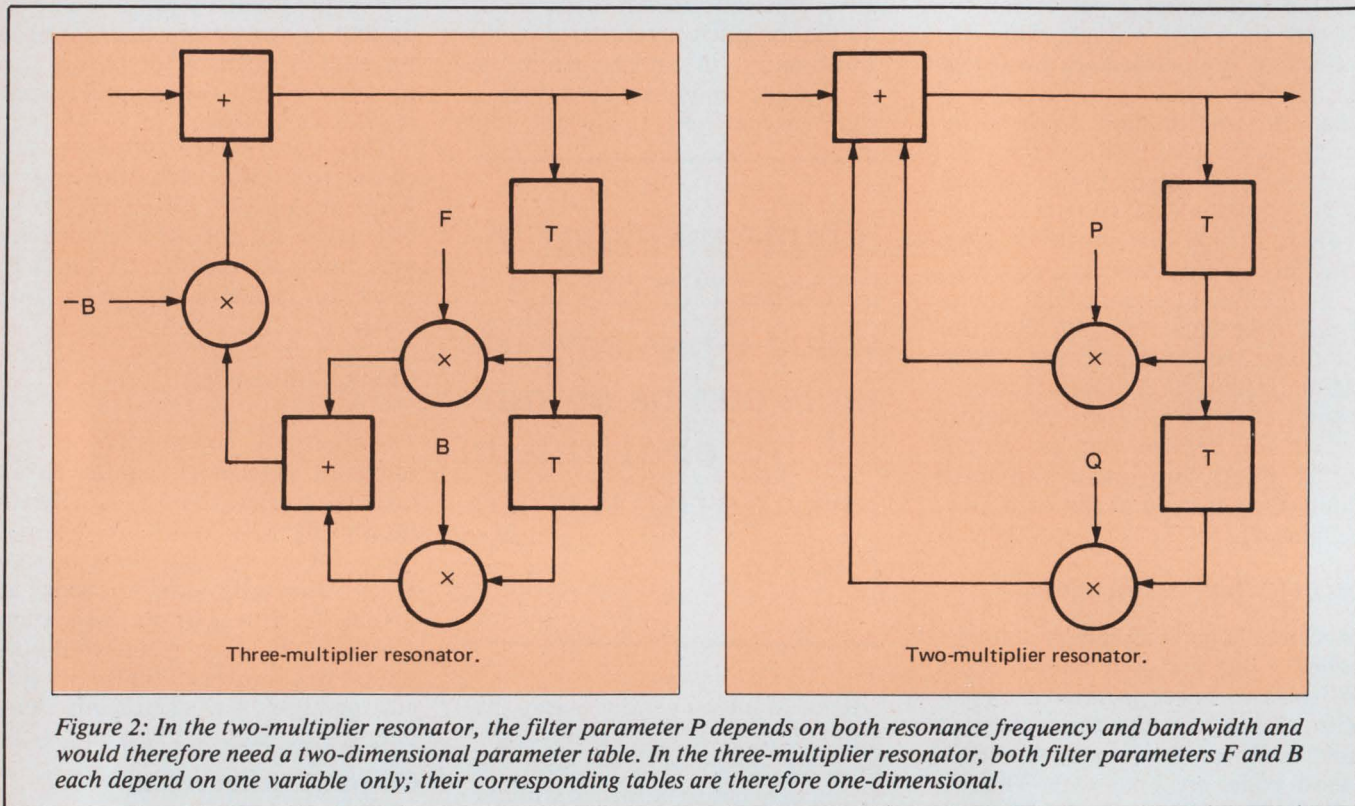 +
F
T
−B
×
×
B
+
T
×
Three-multiplier resonator.
+
P
T
×
Q
T
×
Two-multiplier resonator.
Figure 2: In the two-multiplier resonator, the filter parameter P depends on both resonance frequency and bandwidth and
would therefore need a two-dimensional parameter table. In the three-multiplier resonator, both filter parameters F and B
each depend on one variable only; their corresponding tables are therefore one-dimensional.